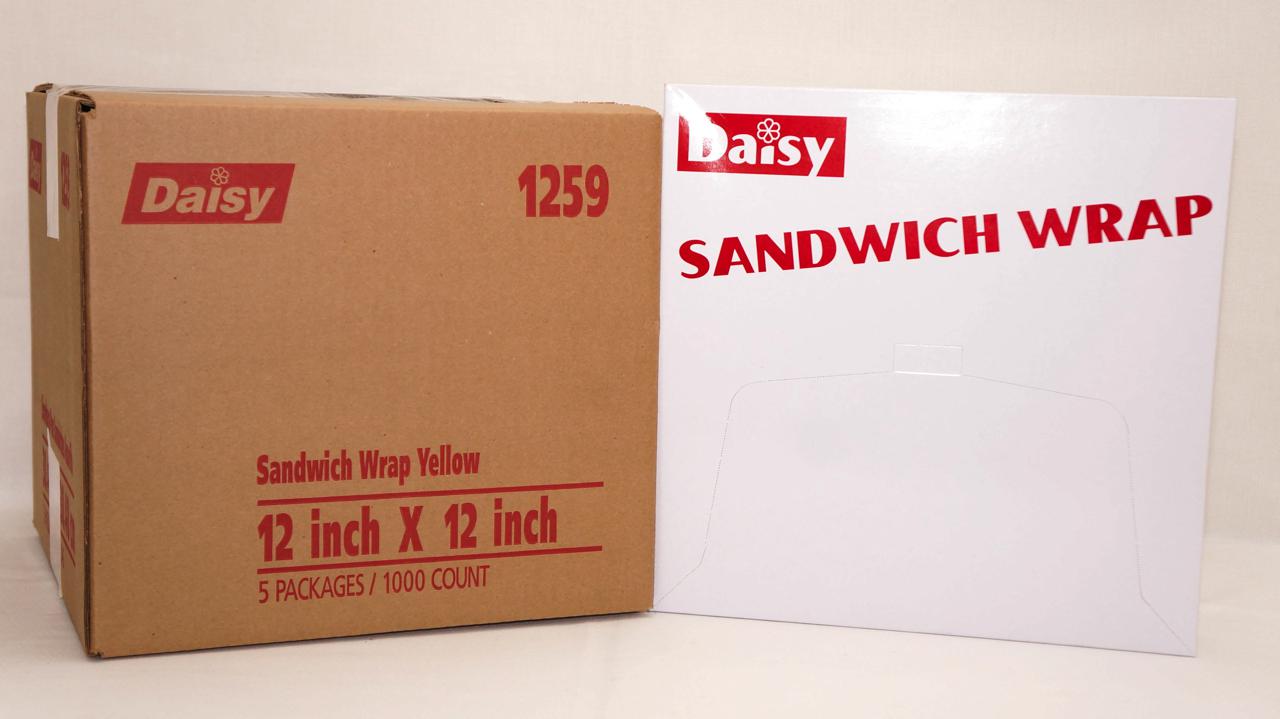 Daisy
1259
Sandwich Wrap Yellow
12 inch X 12 inch
5 PACKAGES / 1000 COUNT
Daisy
SANDWICH WRAP